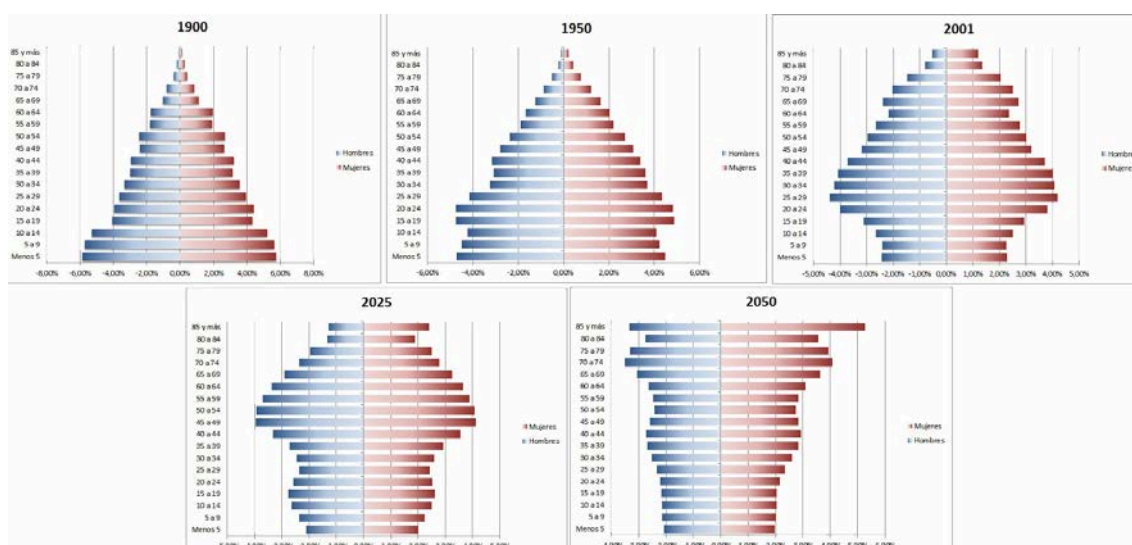 1900
85 y más
80 a 84
75 a 79
70 a 74
65 a 69
60 a 64
55 a 59
50 a 54
45 a 49
40 a 44
35 a 39
30 a 34
25 a 29
20 a 24
15 a 19
10 a 14
5 a 9
Menos 5
-8,00% -6,00% -4,00% -2,00% 0,00% 2,00% 4,00% 6,00% 8,00%
Hombres
Mujeres
1950
85 y más
80 a 84
75 a 79
70 a 74
65 a 69
60 a 64
55 a 59
50 a 54
45 a 49
40 a 44
35 a 39
30 a 34
25 a 29
20 a 24
15 a 19
10 a 14
5 a 9
Menos 5
-6,00% -4,00% -2,00% 0,00% 2,00% 4,00% 6,00%
Hombres
Mujeres
2001
85 y más
80 a 84
75 a 79
70 a 74
65 a 69
60 a 64
55 a 59
50 a 54
45 a 49
40 a 44
35 a 39
30 a 34
25 a 29
20 a 24
15 a 19
10 a 14
5 a 9
Menos 5
-5,00% -4,00% -3,00% -2,00% -1,00% 0,00% 1,00% 2,00% 3,00% 4,00% 5,00%
Hombres
Mujeres
2025
85 y más
80 a 84
75 a 79
70 a 74
65 a 69
60 a 64
55 a 59
50 a 54
45 a 49
40 a 44
35 a 39
30 a 34
25 a 29
20 a 24
15 a 19
10 a 14
5 a 9
Menos 5
Mujeres
Hombres
2050
85 y más
80 a 84
75 a 79
70 a 74
65 a 69
60 a 64
55 a 59
50 a 54
45 a 49
40 a 44
35 a 39
30 a 34
25 a 29
20 a 24
15 a 19
10 a 14
5 a 9
Menos 5
Mujeres
Hombres